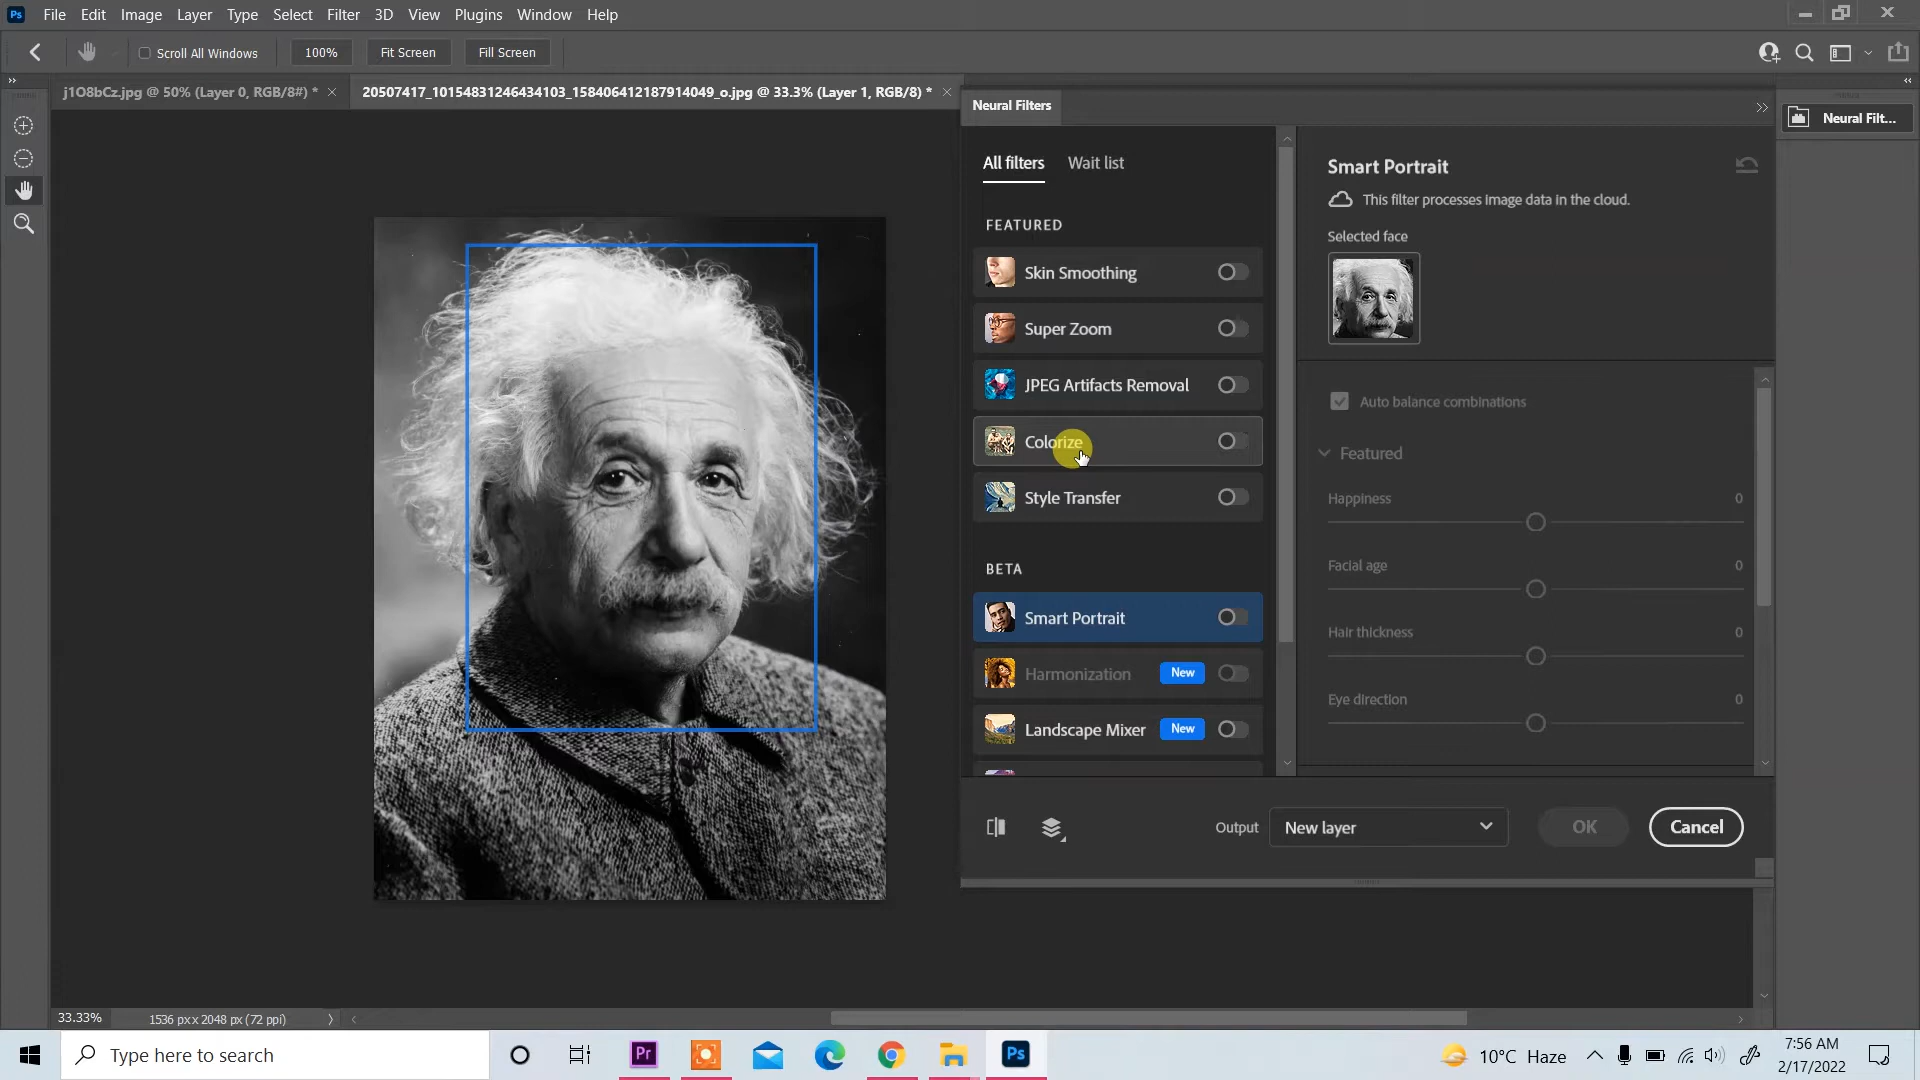 Ps File Edit Image Layer Type Select Filter 3D View Plugins Window Help
Scroll All Windows 100% Fit Screen Fill Screen
j1O8bCz.jpg @ 50% (Layer 0, RGB/8#) * 20507417_10154831246434103_158406412187914049_o.jpg @ 33.3% (Layer 1, RGB/8) *
Neural Filters
Neural Filt...
All filters Wait list
FEATURED
Skin Smoothing
Super Zoom
JPEG Artifacts Removal
Colorize
Style Transfer
BETA
Smart Portrait
Harmonization New
Landscape Mixer New
Smart Portrait
This filter processes image data in the cloud.
Selected face
Auto balance combinations
Featured
Happiness 0
Facial age 0
Hair thickness 0
Eye direction 0
Output New layer OK Cancel
33.33% 1536 px x 2048 px (72 ppi)
Type here to search
Pr
Ps
10°C Haze
7:56 AM
2/17/2022